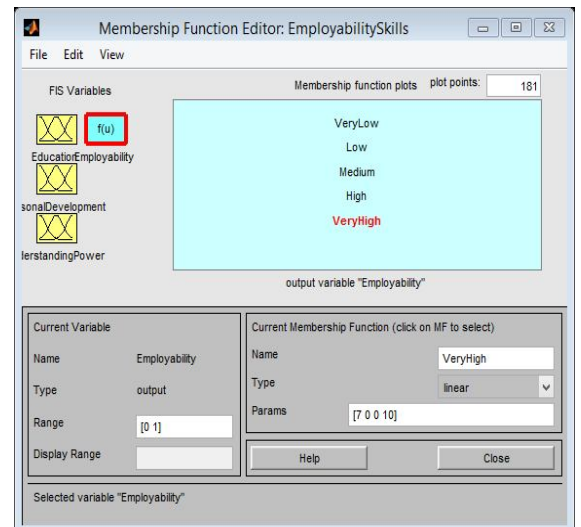 Membership Function Editor: EmployabilitySkills
File Edit View
FIS Variables
Membership function plots plot points: 181
f(u)
Education Employability
sonalDevelopment
derstandingPower
VeryLow
Low
Medium
High
VeryHigh
output variable "Employability"
Current Variable
Name Employability
Type output
Range [0 1]
Display Range
Current Membership Function (click on MF to select)
Name VeryHigh
Type linear
Params [7 0 0 10]
Help Close
Selected variable "Employability"